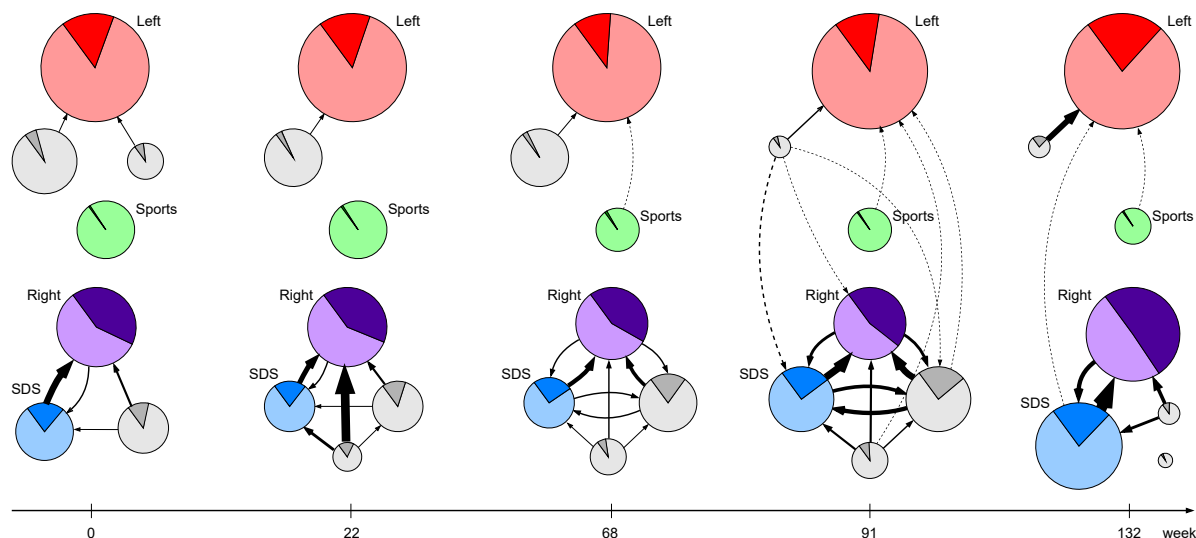 Left
Left
Left
Left
Left
Sports
Sports
Sports
Sports
Sports
Right
Right
Right
Right
Right
SDS
SDS
SDS
SDS
SDS
0
22
68
91
132
week